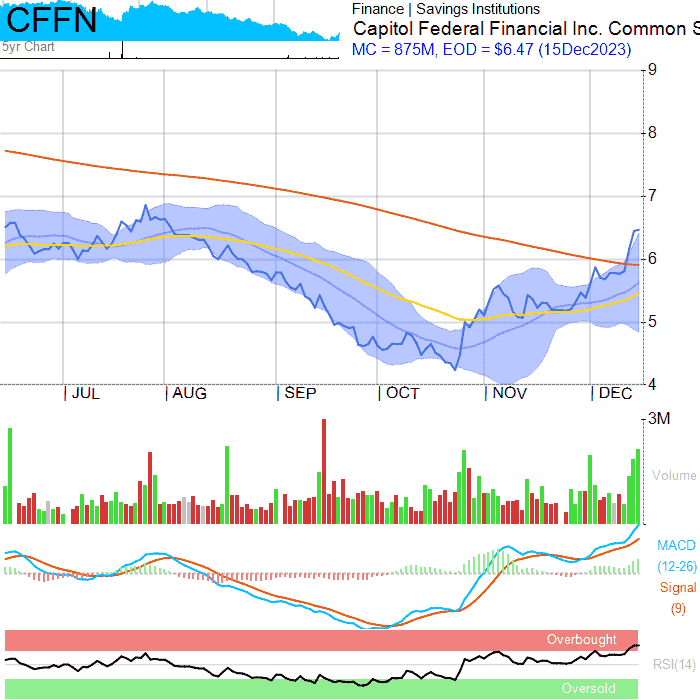 CFFN
5yr Chart
Finance | Savings Institutions
Capitol Federal Financial Inc. Common S
MC = 875M, EOD = $6.47 (15Dec2023)
9
8
7
6
5
4
| JUL | AUG | SEP | OCT | NOV | DEC
3M
Volume
MACD
(12-26)
Signal
(9)
Overbought
RSI(14)
Oversold